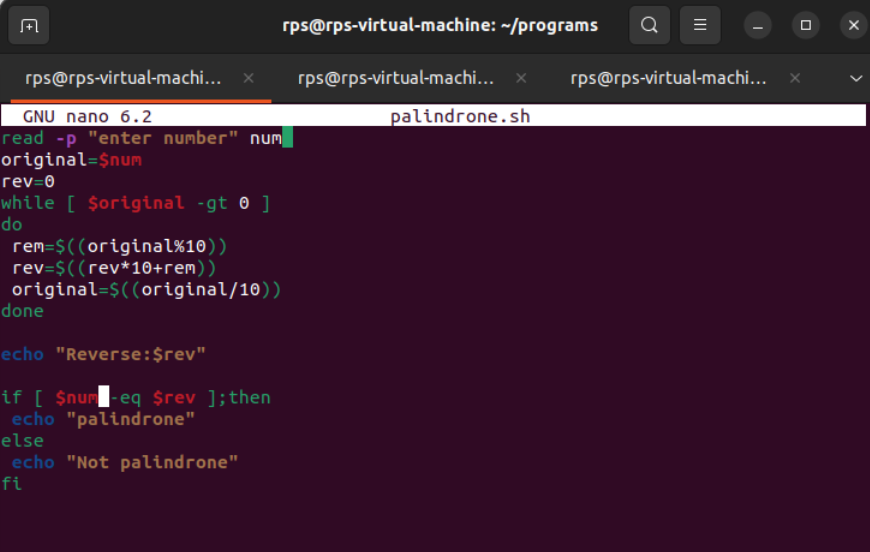 rps@rps-virtual-machine: ~/programs
rps@rps-virtual-machi... rps@rps-virtual-machi... rps@rps-virtual-machi...
GNU nano 6.2 palindrone.sh
read -p "enter number" num
original=$num
rev=0
while [ $original -gt 0 ]
do
 rem=$((original%10))
 rev=$((rev*10+rem))
 original=$((original/10))
done
echo "Reverse:$rev"
if [ $num -eq $rev ];then
 echo "palindrone"
else
 echo "Not palindrone"
fi